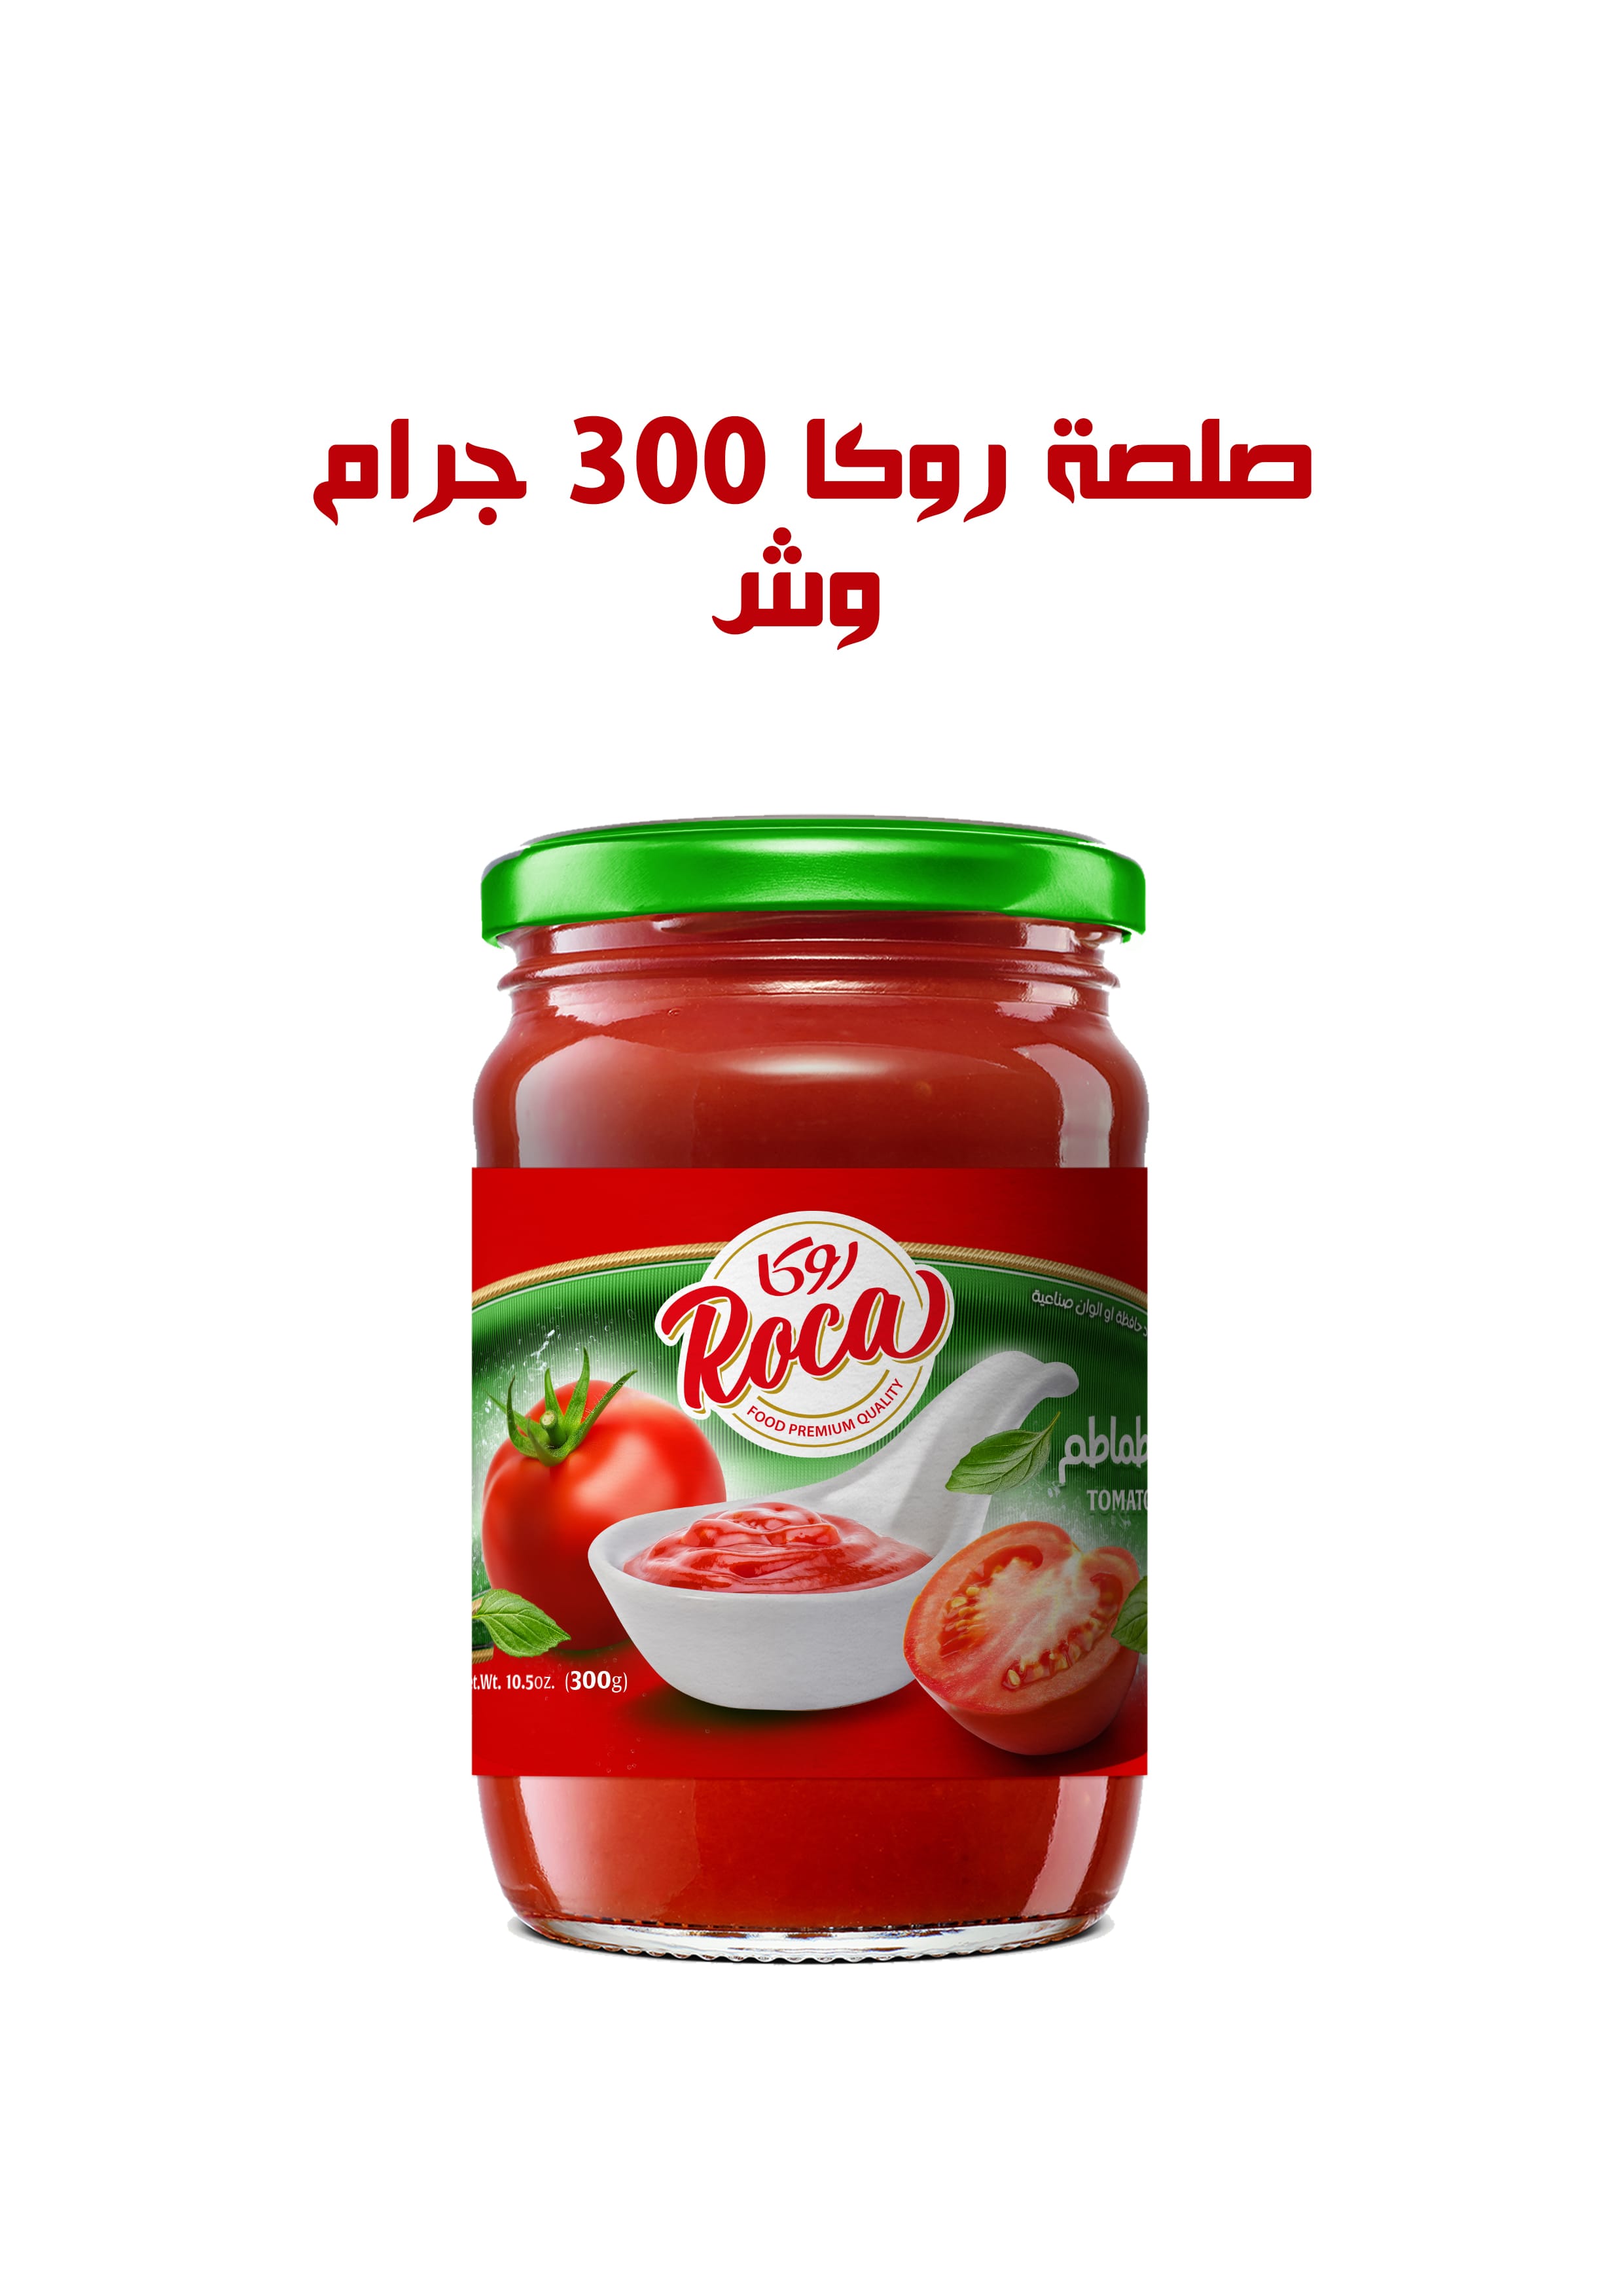 صلصة روكا 300 جرام
وش
روكا
Roca
FOOD PREMIUM QUALITY
حافظة او الوان صناعية
طماطم
TOMATO
t.Wt. 10.5oz. (300g)